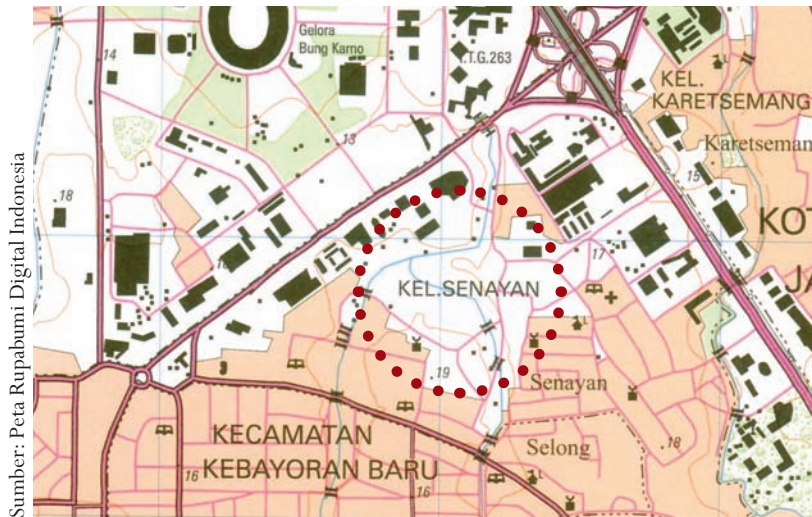 Sumber: Peta Rupabumi Digital Indonesia
14
Gelora
Bung Karno
T.T.G.263
KEL.
KARETSEMANG
13
Karetseman
15
18
KO
17
JA
KEL.SENAYAN
19
Senayan
KECAMATAN
KEBAYORAN BARU
Selong
18
16
16